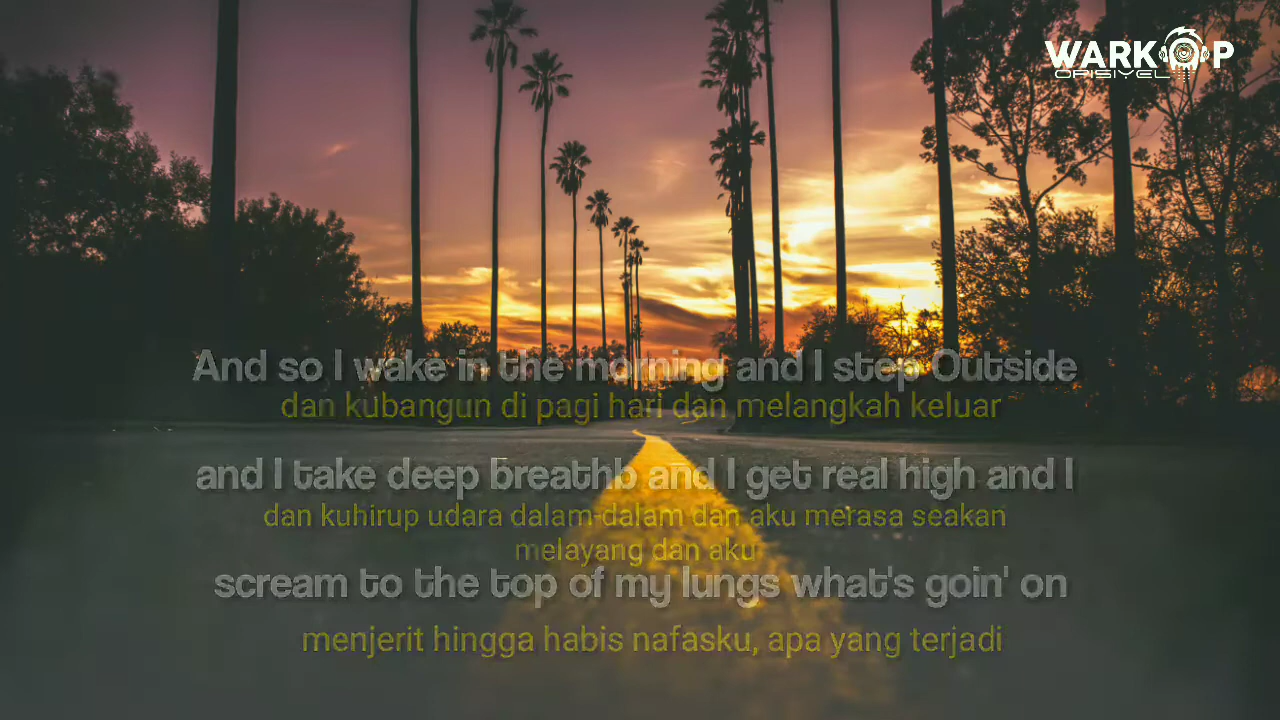 WARKOP
OPISIYEL
And so I wake in the morning and I step Outside
dan kubangun di pagi hari dan melangkah keluar
and I take deep breathb and I get real high and I
dan kuhirup udara dalam-dalam dan aku merasa seakan
melayang dan aku
scream to the top of my lungs what's goin' on
menjerit hingga habis nafasku, apa yang terjadi